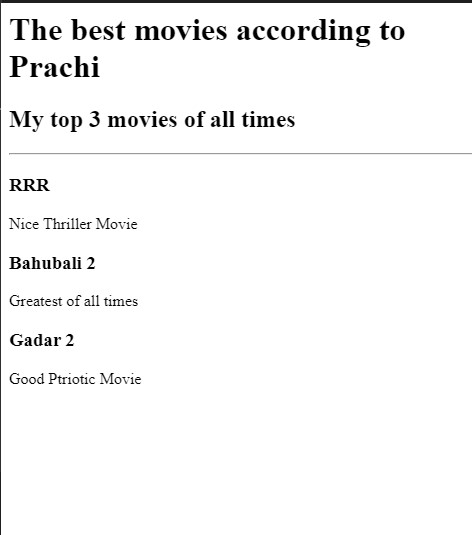 The best movies according to
Prachi
My top 3 movies of all times
RRR
Nice Thriller Movie
Bahubali 2
Greatest of all times
Gadar 2
Good Ptriotic Movie